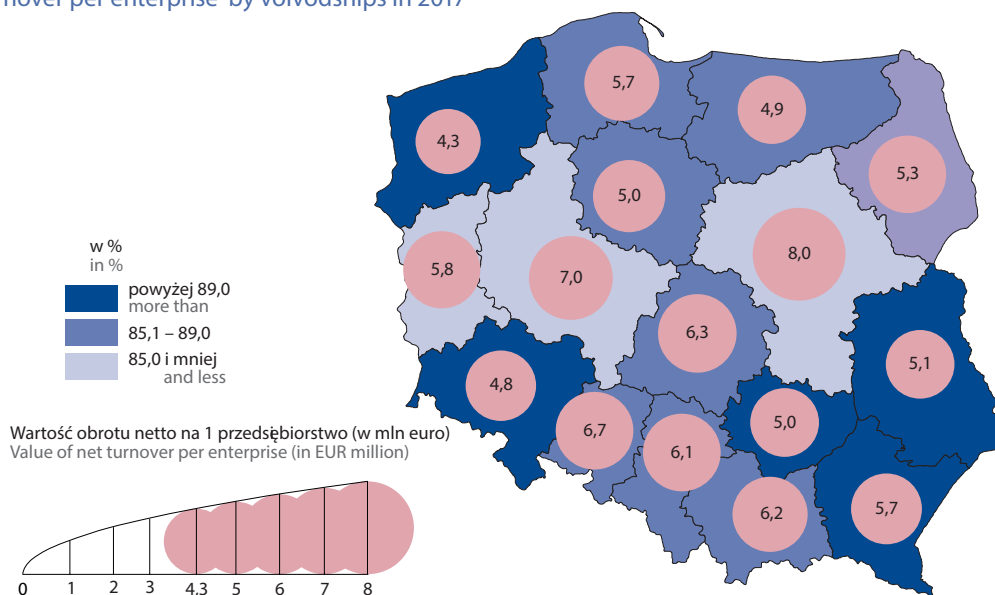 nover per enterprise by voivodships in 2017
5,7
4,9
4,3
5,3
5,0
8,0
5,8
7,0
6,3
5,1
4,8
5,0
6,7
6,1
6,2
5,7
w %
in %
powyżej 89,0
more than
85,1 – 89,0
85,0 i mniej
and less
Wartość obrotu netto na 1 przedsiębiorstwo (w mln euro)
Value of net turnover per enterprise (in EUR million)
0 1 2 3 4,3 5 6 7 8